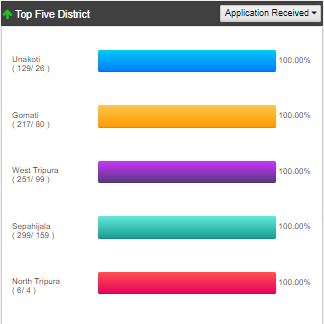 Top Five District
Application Received
Unakoti
( 129/ 26 )
100.00%
Gomati
( 217/ 80 )
100.00%
West Tripura
( 251/ 99 )
100.00%
Sepahijala
( 299/ 159 )
100.00%
North Tripura
( 6/ 4 )
100.00%